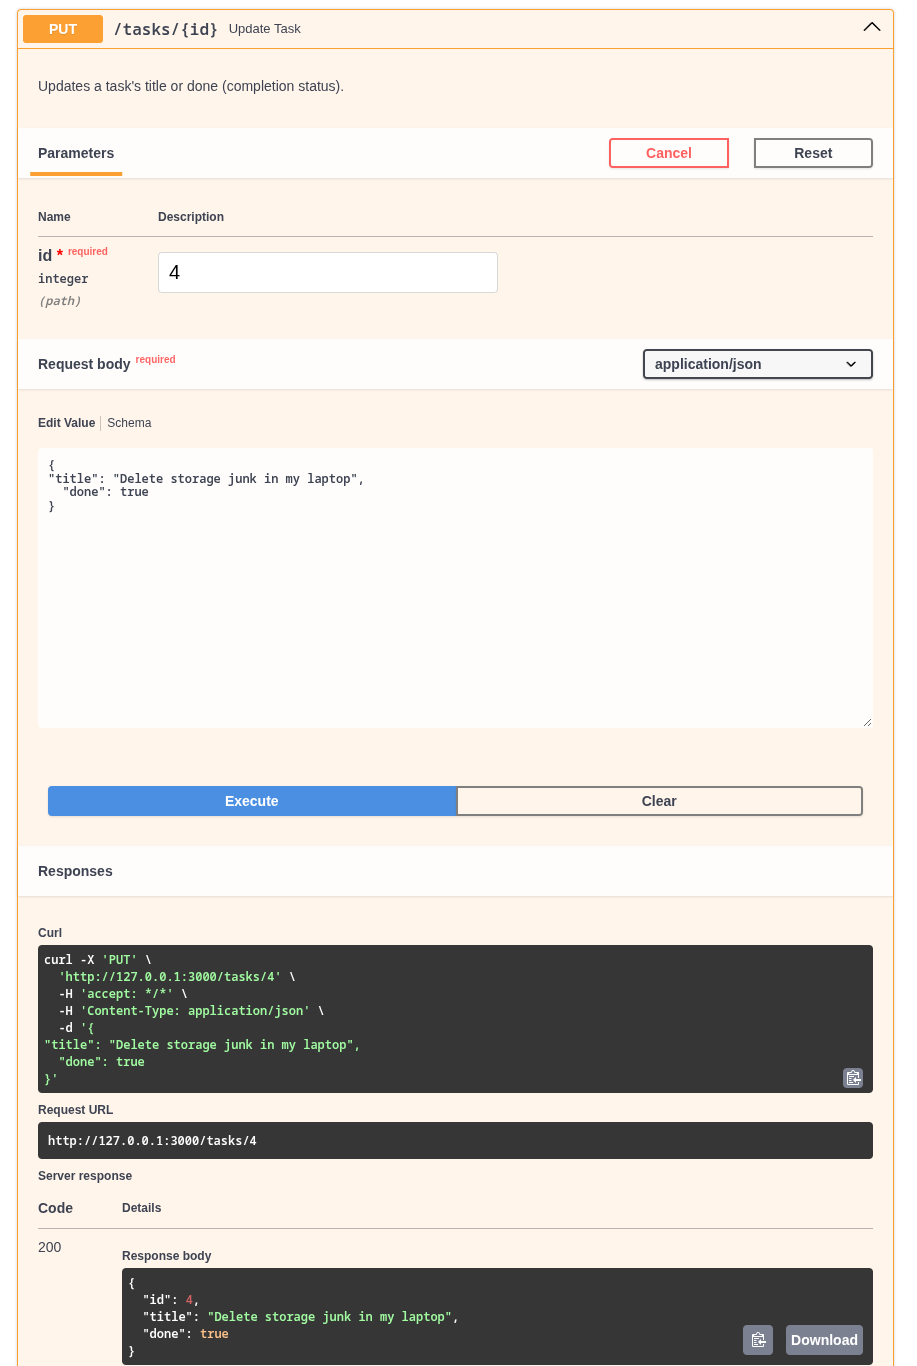 PUT /tasks/{id} Update Task
Updates a task's title or done (completion status).
Parameters Cancel Reset
Name Description
id * required 4
integer
(path)
Request body required application/json
Edit Value Schema
{
"title": "Delete storage junk in my laptop",
  "done": true
}
Execute Clear
Responses
Curl
curl -X 'PUT' \
  'http://127.0.0.1:3000/tasks/4' \
  -H 'accept: */*' \
  -H 'Content-Type: application/json' \
  -d '{
"title": "Delete storage junk in my laptop",
  "done": true
}'
Request URL
http://127.0.0.1:3000/tasks/4
Server response
Code Details
200
Response body
{
  "id": 4,
  "title": "Delete storage junk in my laptop",
  "done": true
}
Download